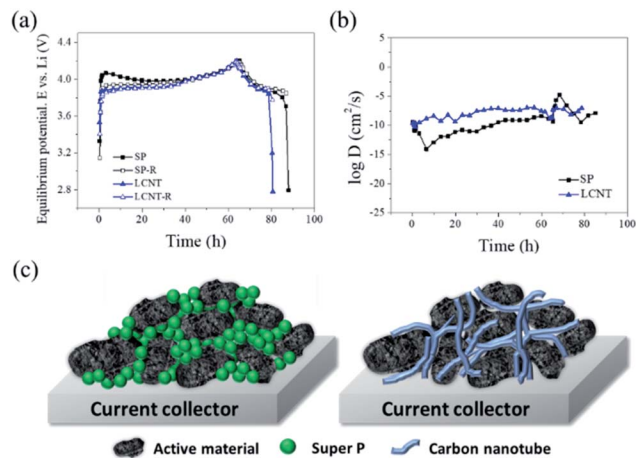 (a)
(b)
4.4
4.0
3.6
3.2
2.8
Equilibrium potential. E vs. Li (V)
SP
SP-R
LCNT
LCNT-R
0
20
40
60
80
100
Time (h)
10
5
0
-5
-10
-15
-20
-25
log D (cm²/s)
SP
LCNT
0
20
40
60
80
100
Time (h)
(c)
Current collector
Current collector
Active material
Super P
Carbon nanotube